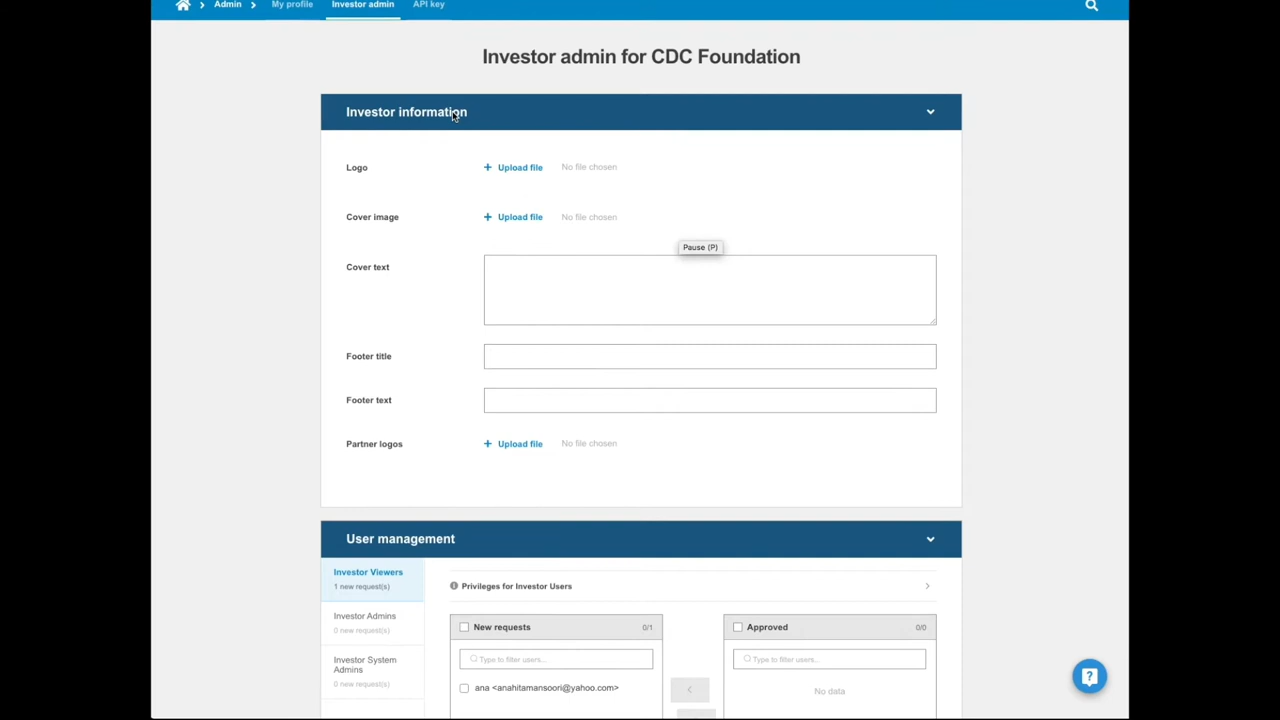 Admin
My profile
Investor admin
API key
Investor admin for CDC Foundation
Investor information
Logo
+ Upload file
No file chosen
Cover image
+ Upload file
No file chosen
Pause (P)
Cover text
Footer title
Footer text
Partner logos
+ Upload file
No file chosen
User management
Investor Viewers
1 new request(s)
Privileges for Investor Users
Investor Admins
0 new request(s)
New requests
0/1
Approved
0/0
Type to filter users...
Type to filter users...
Investor System
Admins
0 new request(s)
ana <anahitamansoori@yahoo.com>
No data